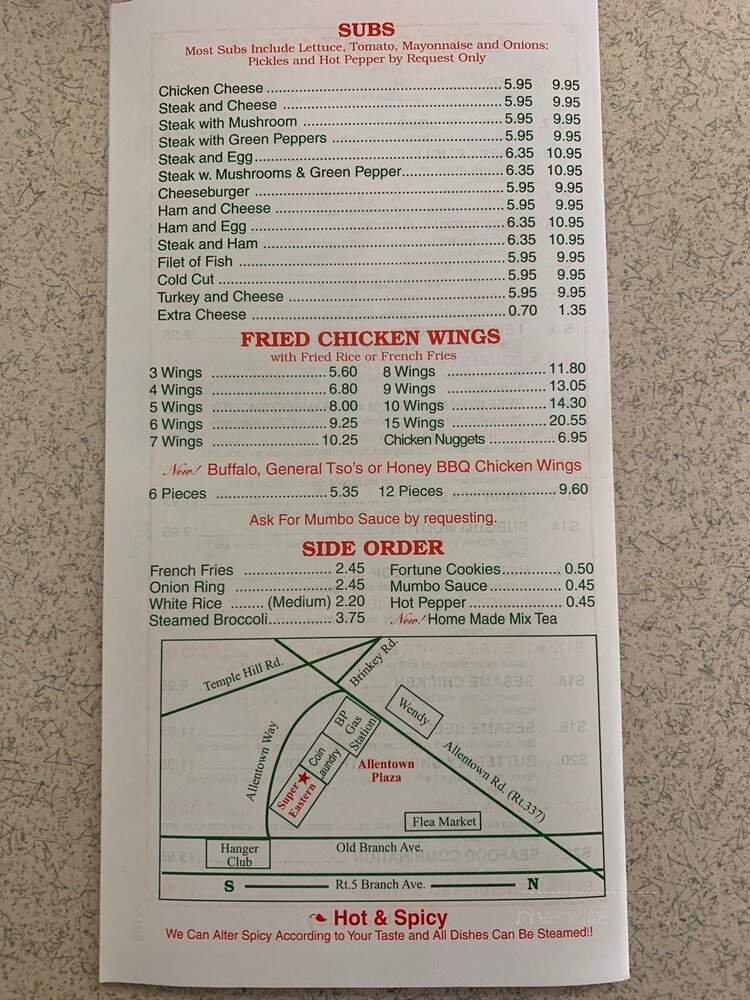 SUBS
Most Subs Include Lettuce, Tomato, Mayonnaise and Onions:
Pickles and Hot Pepper by Request Only
Chicken Cheese 5.95 9.95
Steak and Cheese 5.95 9.95
Steak with Mushroom 5.95 9.95
Steak with Green Peppers 5.95 9.95
Steak and Egg 6.35 10.95
Steak w. Mushrooms & Green Pepper 6.35 10.95
Cheeseburger 5.95 9.95
Ham and Cheese 5.95 9.95
Ham and Egg 6.35 10.95
Steak and Ham 6.35 10.95
Filet of Fish 5.95 9.95
Cold Cut 5.95 9.95
Turkey and Cheese 5.95 9.95
Extra Cheese 0.70 1.35
FRIED CHICKEN WINGS
with Fried Rice or French Fries
3 Wings 5.60 8 Wings 11.80
4 Wings 6.80 9 Wings 13.05
5 Wings 8.00 10 Wings 14.30
6 Wings 9.25 15 Wings 20.55
7 Wings 10.25 Chicken Nuggets 6.95
New! Buffalo, General Tso's or Honey BBQ Chicken Wings
6 Pieces 5.35 12 Pieces 9.60
Ask For Mumbo Sauce by requesting.
SIDE ORDER
French Fries 2.45 Fortune Cookies 0.50
Onion Ring 2.45 Mumbo Sauce 0.45
White Rice (Medium) 2.20 Hot Pepper 0.45
Steamed Broccoli 3.75 New! Home Made Mix Tea
Temple Hill Rd.
Brinkey Rd.
Allentown Way
BP
Gas
Station
Wendy
Coin
Laundry
Super
Eastern
Allentown
Plaza
Allentown Rd. (Rt.337)
Flea Market
Hanger
Club
Old Branch Ave.
S Rt.5 Branch Ave. N
Hot & Spicy
We Can Alter Spicy According to Your Taste and All Dishes Can Be Steamed!!